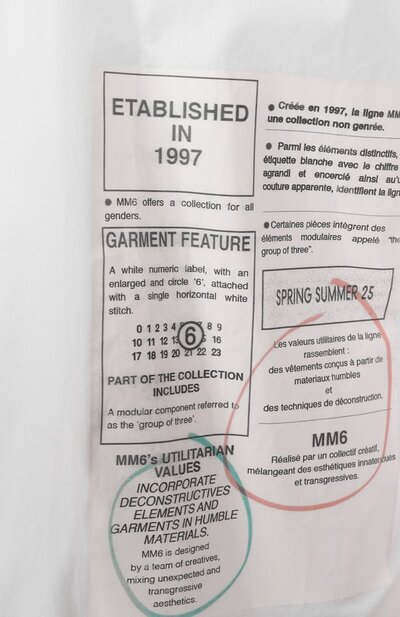 ETABLISHED
IN
1997
● MM6 offers a collection for all
genders.
GARMENT FEATURE
A white numeric label, with an
enlarged and circle "6", attached
with a single horizontal white
stitch.
0 1 2 3 4 6 8 9
10 11 12 16
17 18 19 20 21 22 23
PART OF THE COLLECTION
INCLUDES
A modular component referred to
as the 'group of three'.
MM6's UTILITARIAN
VALUES
INCORPORATE
DECONSTRUCTIVES
ELEMENTS AND
GARMENTS IN HUMBLE
MATERIALS.
MM6 is designed
by a team of creatives,
mixing unexpected and
transgressive
aesthetics.
● Créée en 1997, la ligne MM
une collection non genrée.
● Parmi les éléments distinctifs,
étiquette blanche avec le chiffre
agrandi et encerclé ainsi
couture apparente, identifient la
●Certaines pièces intègrent des
éléments modulaires appelé
group of three".
SPRING SUMMER 25
Les valeurs utilitaires de la ligne
rassemblent :
des vêtements conçus à partir de
materiaux humbles
et
des techniques de déconstruction.
MM6
Réalisé par un collectif créatif,
mélangeant des esthétiques
et transgressives.